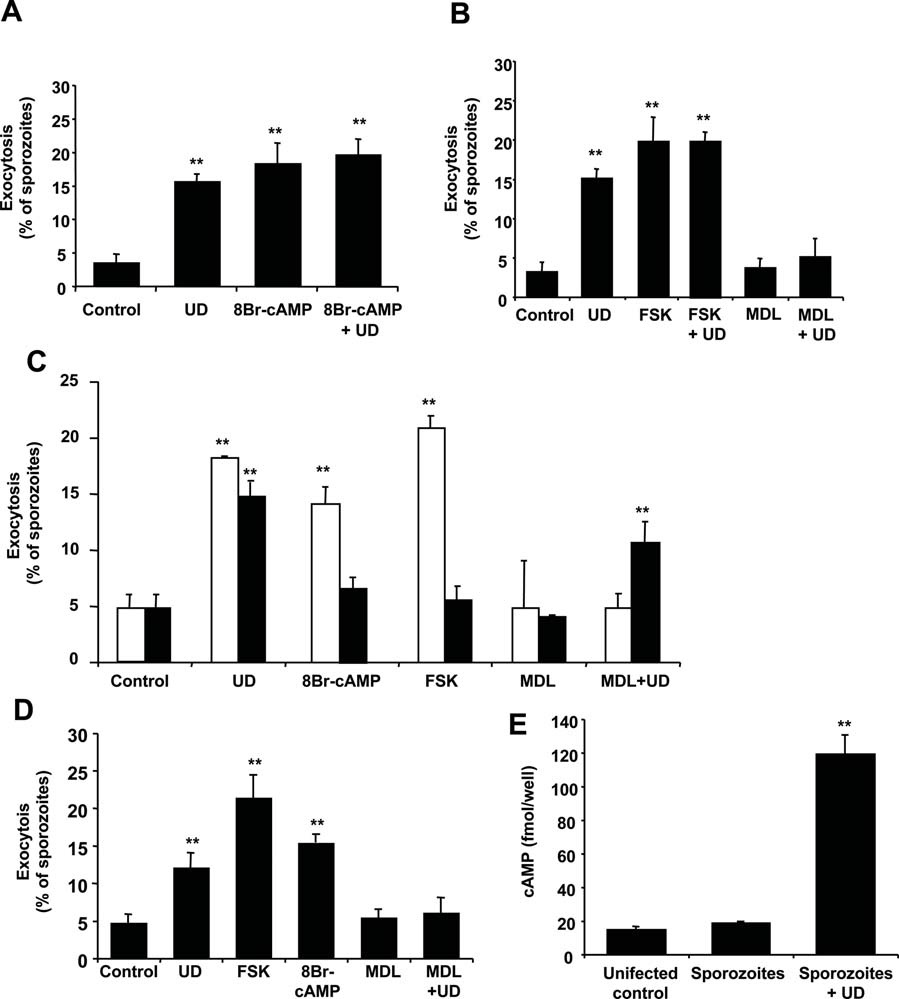 A
Exocytosis
(% of sporozoites)
30
25
20
15
10
5
0
**
**
**
Control UD 8Br-cAMP 8Br-cAMP
+ UD
B
Exocytosis
(% of sporozoites)
30
25
20
15
10
5
0
**
**
**
Control UD FSK FSK MDL MDL
+ UD + UD
C
Exocytosis
(% of sporozoites)
25
20
15
10
5
0
**
**
**
**
**
Control UD 8Br-cAMP FSK MDL MDL+UD
D
Exocytois
(% of sporozoites)
30
25
20
15
10
5
0
**
**
**
Control UD FSK 8Br- MDL MDL
cAMP +UD
E
cAMP (fmol/well)
140
120
100
80
60
40
20
0
**
Unifected Sporozoites Sporozoites
control + UD